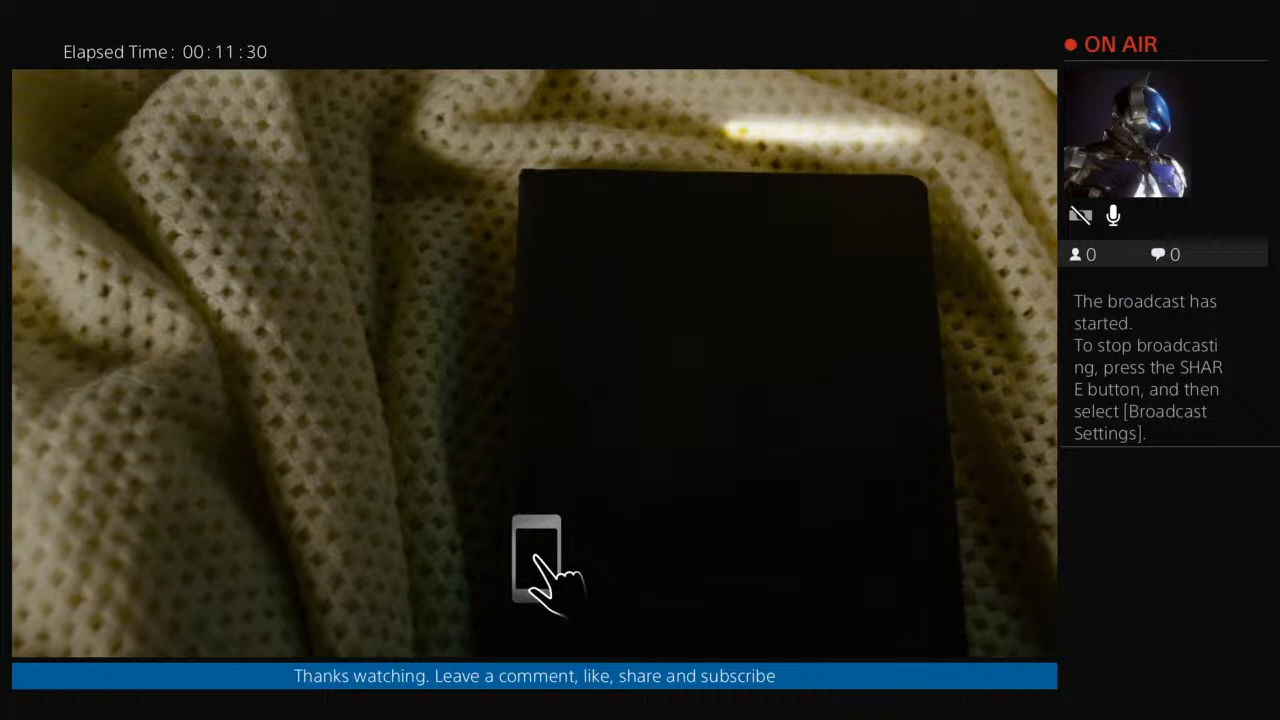 Elapsed Time: 00:11:30
ON AIR
0 0
The broadcast has
started.
To stop broadcasti
ng, press the SHAR
E button, and then
select [Broadcast
Settings].
Thanks watching. Leave a comment, like, share and subscribe